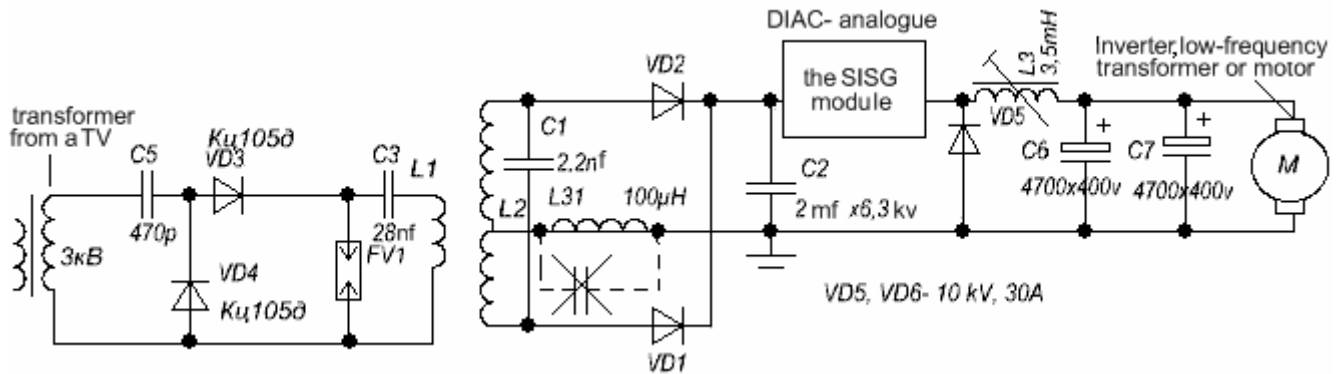 DIAC- analogue
the SISG
module
L3
3,5mH
Inverter,low-frequency
transformer or motor
transformer
from a TV
C5
470p
3кВ
Кц105д
VD3
VD4
Кц105д
C3
28nf
FV1
L1
L2
C1
2.2nf
L31
100µH
VD2
VD1
C2
2 mf x6,3 kv
VD5
C6
4700x400v
+
C7
4700x400v
+
M
VD5, VD6- 10 kV, 30A